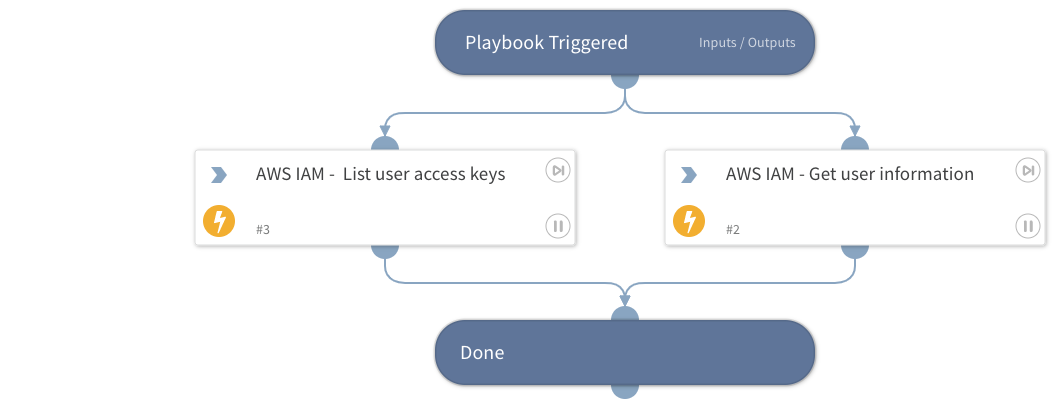 Playbook Triggered
Inputs / Outputs
AWS IAM - List user access keys
#3
AWS IAM - Get user information
#2
Done